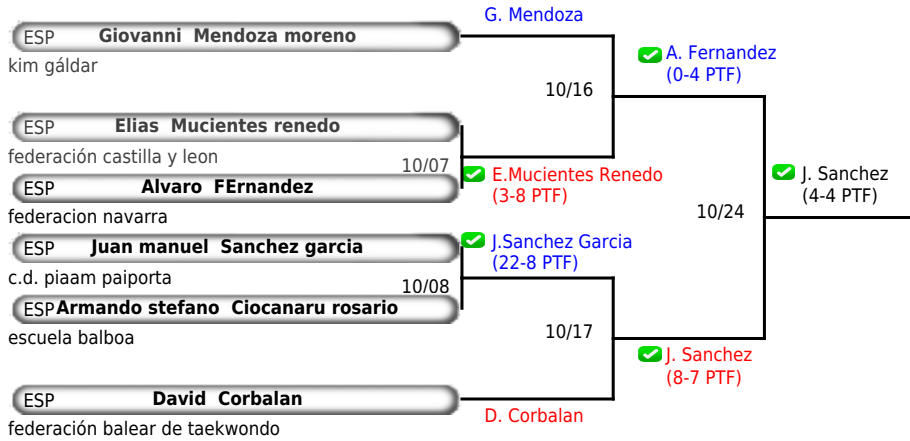 G. Mendoza
ESP Giovanni Mendoza moreno
kim gáldar
A. Fernandez
(0-4 PTF)
10/16
ESP Elias Mucientes renedo
federación castilla y leon
10/07
E.Mucientes Renedo
(3-8 PTF)
ESP Alvaro FErnandez
federacion navarra
J. Sanchez
(4-4 PTF)
10/24
ESP Juan manuel Sanchez garcia
c.d. piaam paiporta
J.Sanchez Garcia
(22-8 PTF)
10/08
ESP Armando stefano Ciocanaru rosario
escuela balboa
10/17
J. Sanchez
(8-7 PTF)
ESP David Corbalan
federación balear de taekwondo
D. Corbalan